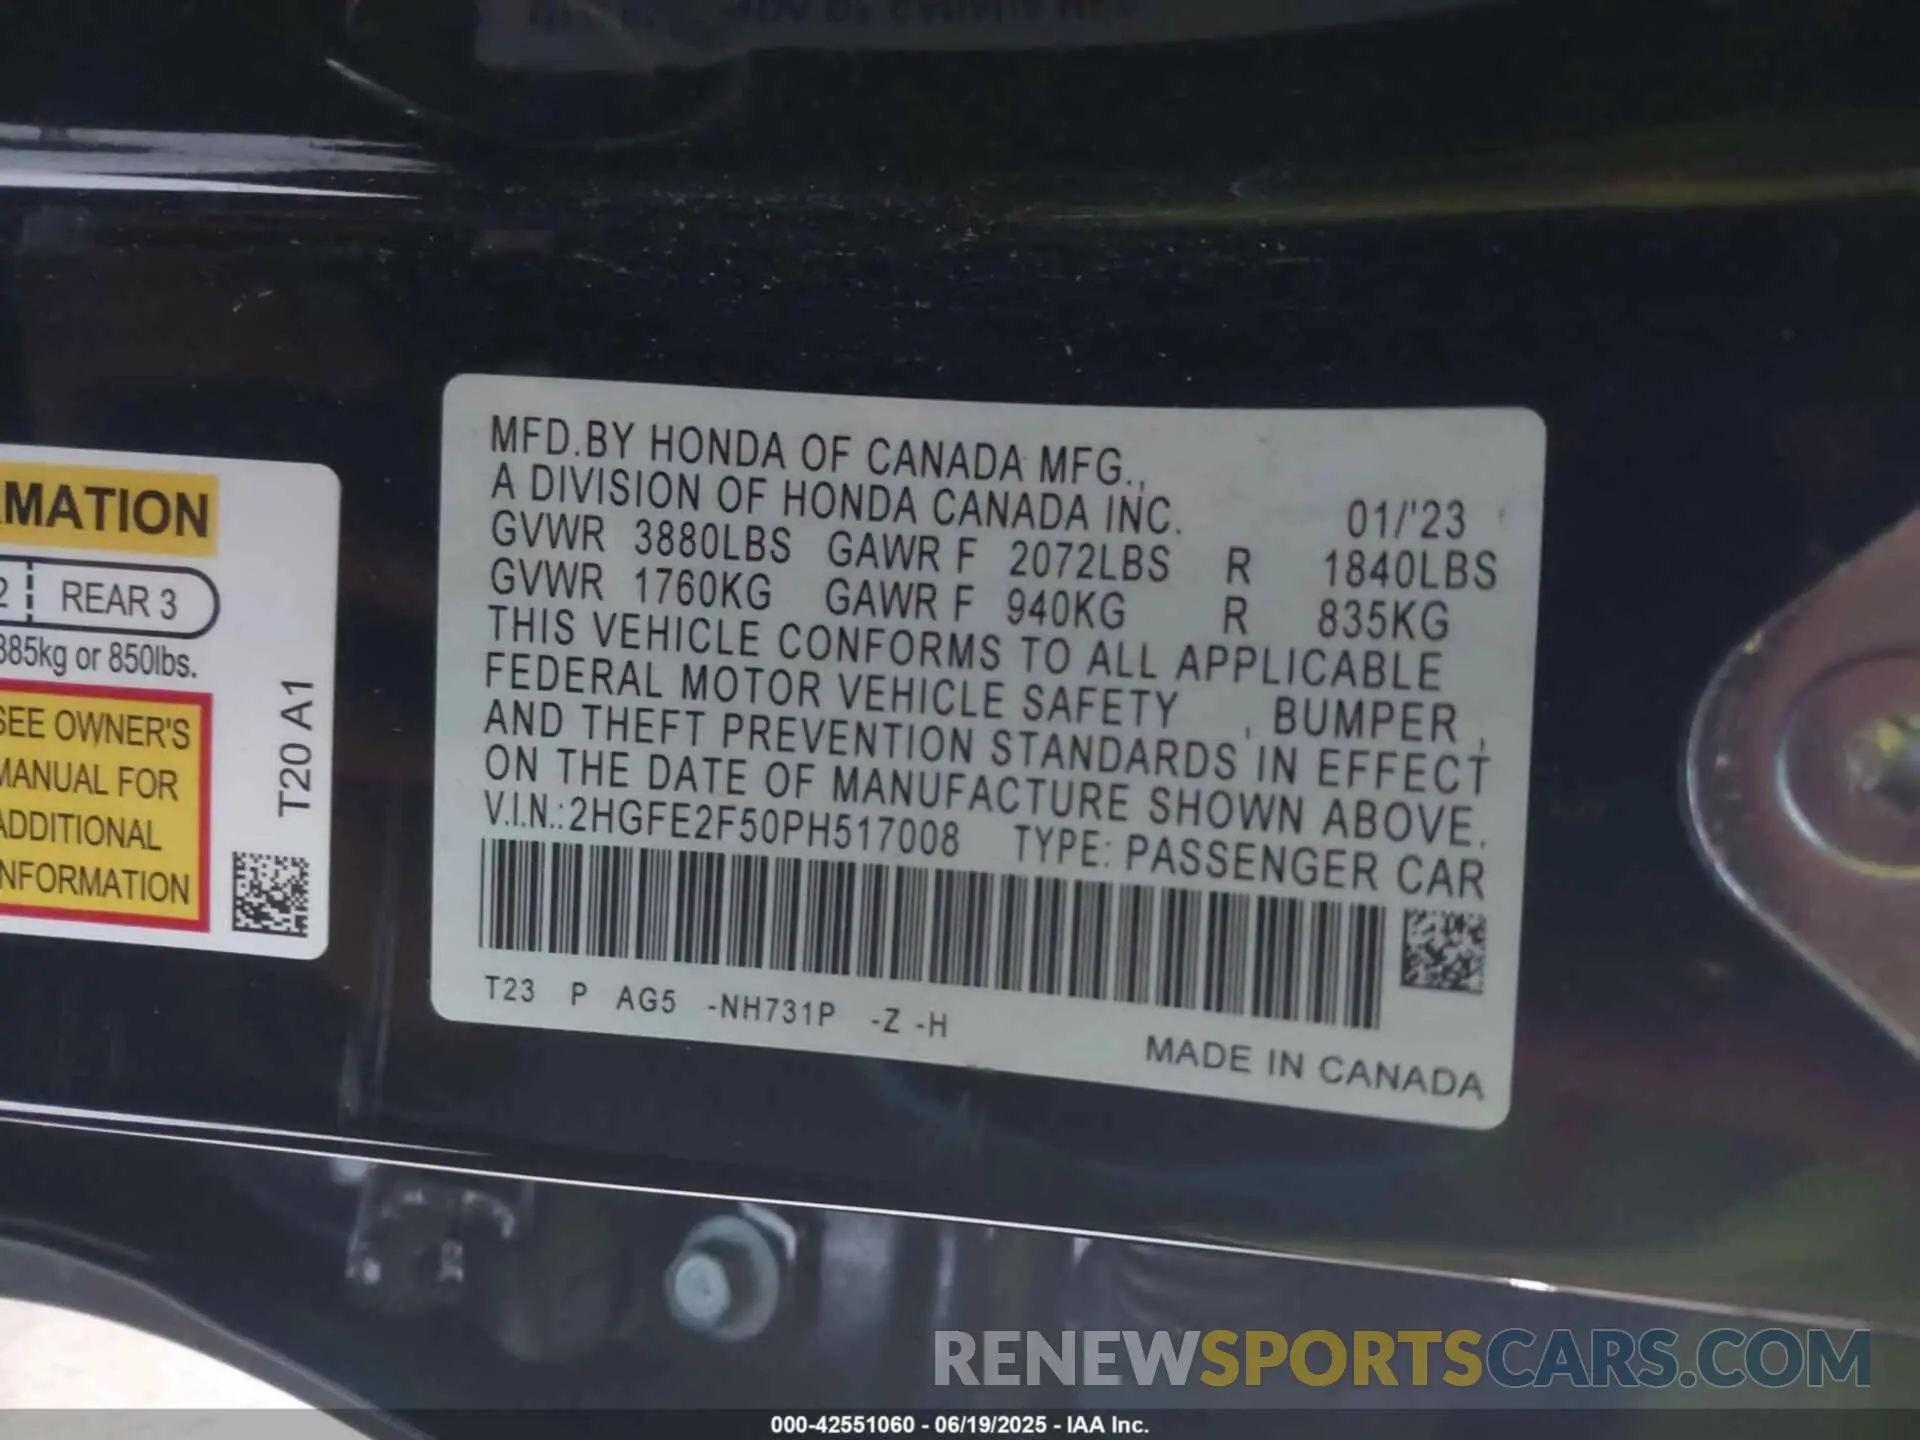 RMATION
2 REAR 3
385kg or 850lbs.
SEE OWNER'S
MANUAL FOR
ADDITIONAL
INFORMATION
T20 A1
MFD.BY HONDA OF CANADA MFG.,
A DIVISION OF HONDA CANADA INC. 01/'23
GVWR 3880LBS GAWR F 2072LBS R 1840LBS
GVWR 1760KG GAWR F 940KG R 835KG
THIS VEHICLE CONFORMS TO ALL APPLICABLE
FEDERAL MOTOR VEHICLE SAFETY , BUMPER ,
AND THEFT PREVENTION STANDARDS IN EFFECT
ON THE DATE OF MANUFACTURE SHOWN ABOVE.
V.I.N.:2HGFE2F50PH517008 TYPE: PASSENGER CAR
T23 P AG5 -NH731P -Z -H
MADE IN CANADA
RENEWSPORTSCARS.COM
000-42551060 - 06/19/2025 - IAA Inc.